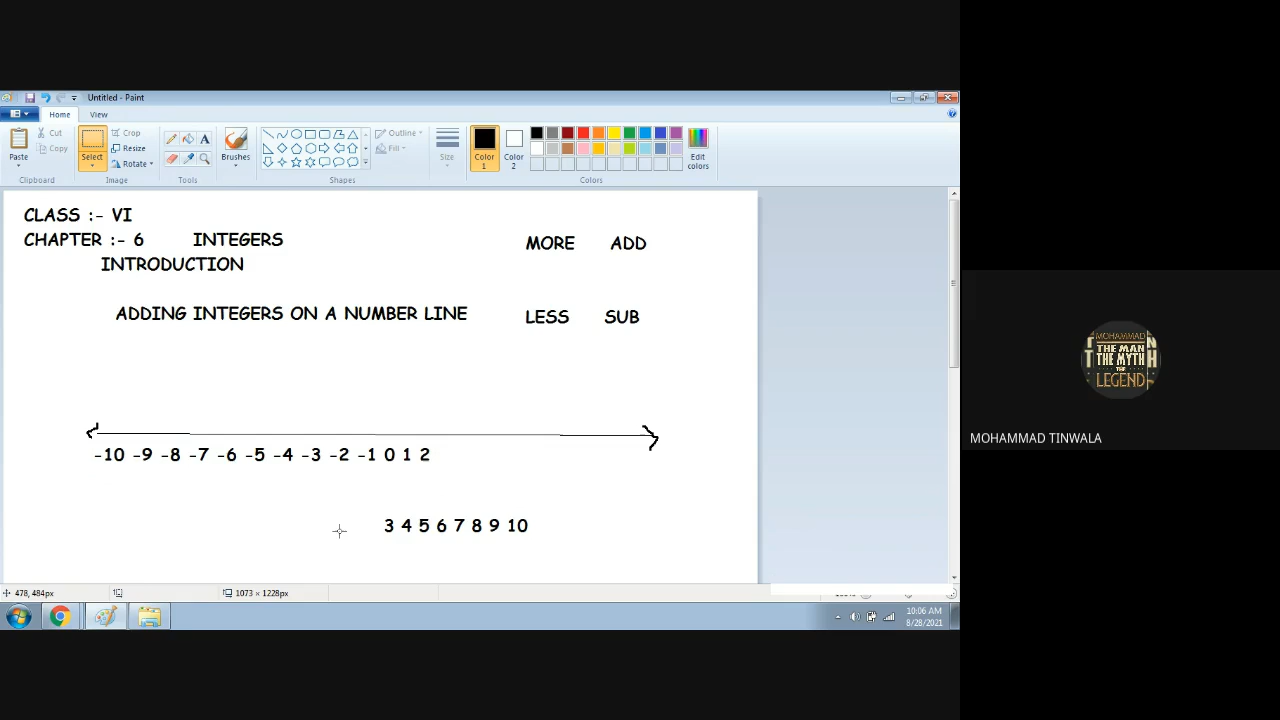 Untitled - Paint
Home View
Paste Cut Copy Select Crop Resize Rotate Brushes Size Outline Fill Color 1 Color 2 Edit colors
Clipboard Image Tools Shapes Colors
CLASS :- VI
CHAPTER :- 6 INTEGERS MORE ADD
INTRODUCTION
ADDING INTEGERS ON A NUMBER LINE LESS SUB
-10 -9 -8 -7 -6 -5 -4 -3 -2 -1 0 1 2
3 4 5 6 7 8 9 10
478, 484px 1073 × 1228px
10:06 AM
8/28/2021
MOHAMMAD
THE MAN
THE MYTH
THE
LEGEND
MOHAMMAD TINWALA